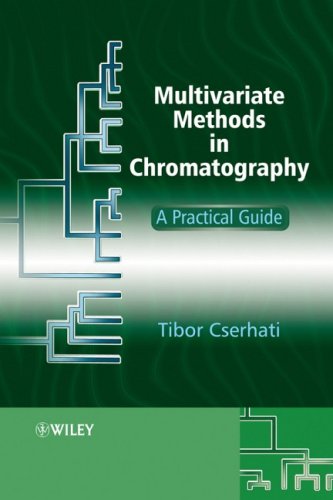 Multivariate
Methods
in
Chromatography
A Practical Guide
Tibor Cserhati
WILEY